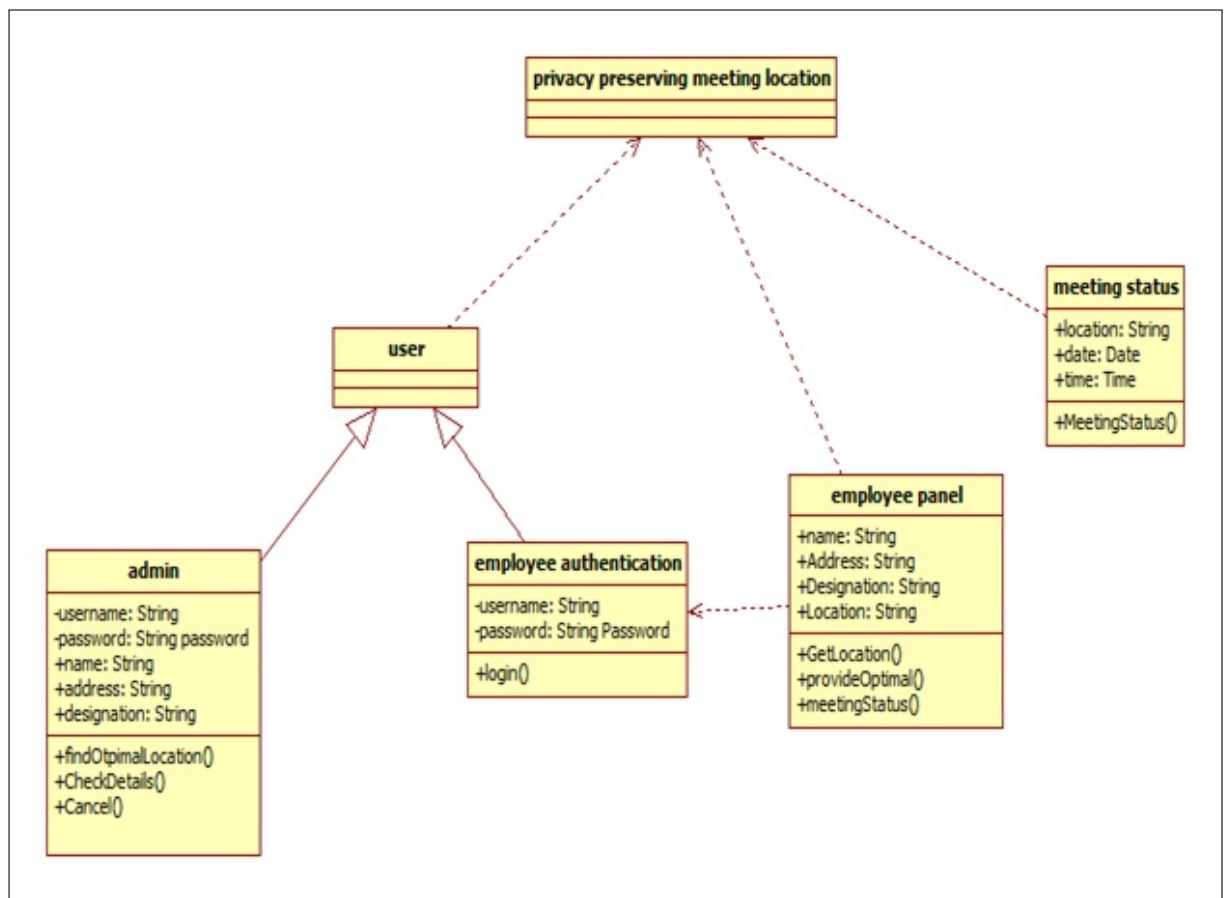 privacy preserving meeting location
meeting status
+location: String
+date: Date
+time: Time
+MeetingStatus()
user
employee panel
+name: String
+Address: String
+Designation: String
+Location: String
+GetLocation()
+provideOptimal()
+meetingStatus()
employee authentication
-username: String
-password: String Password
+login()
admin
-username: String
-password: String password
+name: String
+address: String
+designation: String
+findOtpimalLocation()
+CheckDetails()
+Cancel()